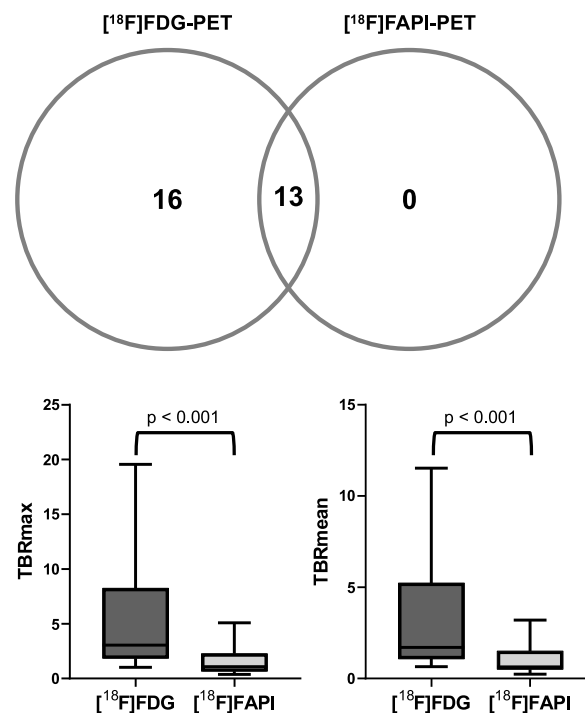 [¹⁸F]FDG-PET [¹⁸F]FAPI-PET
16 13 0
p < 0.001
25
20
15
10
5
0
TBRmax
[¹⁸F]FDG [¹⁸F]FAPI
p < 0.001
15
10
5
0
TBRmean
[¹⁸F]FDG [¹⁸F]FAPI